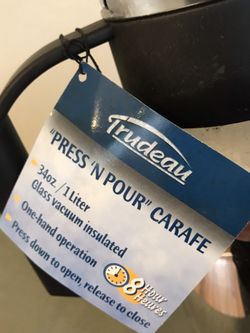 Trudeau
"PRESS 'N POUR" CARAFE
34oz. / 1 Liter
Glass vacuum insulated
One-hand operation
Press down to open, release to close
8 Hour
Heures